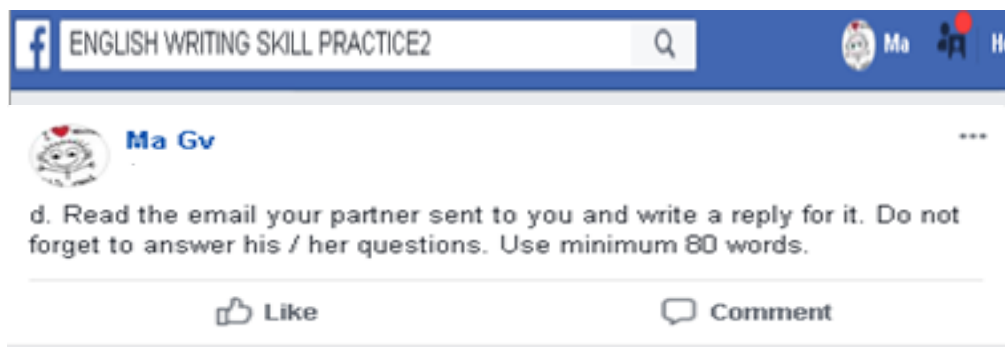 f ENGLISH WRITING SKILL PRACTICE2 Ma
Ma Gv
d. Read the email your partner sent to you and write a reply for it. Do not
forget to answer his / her questions. Use minimum 80 words.
Like Comment